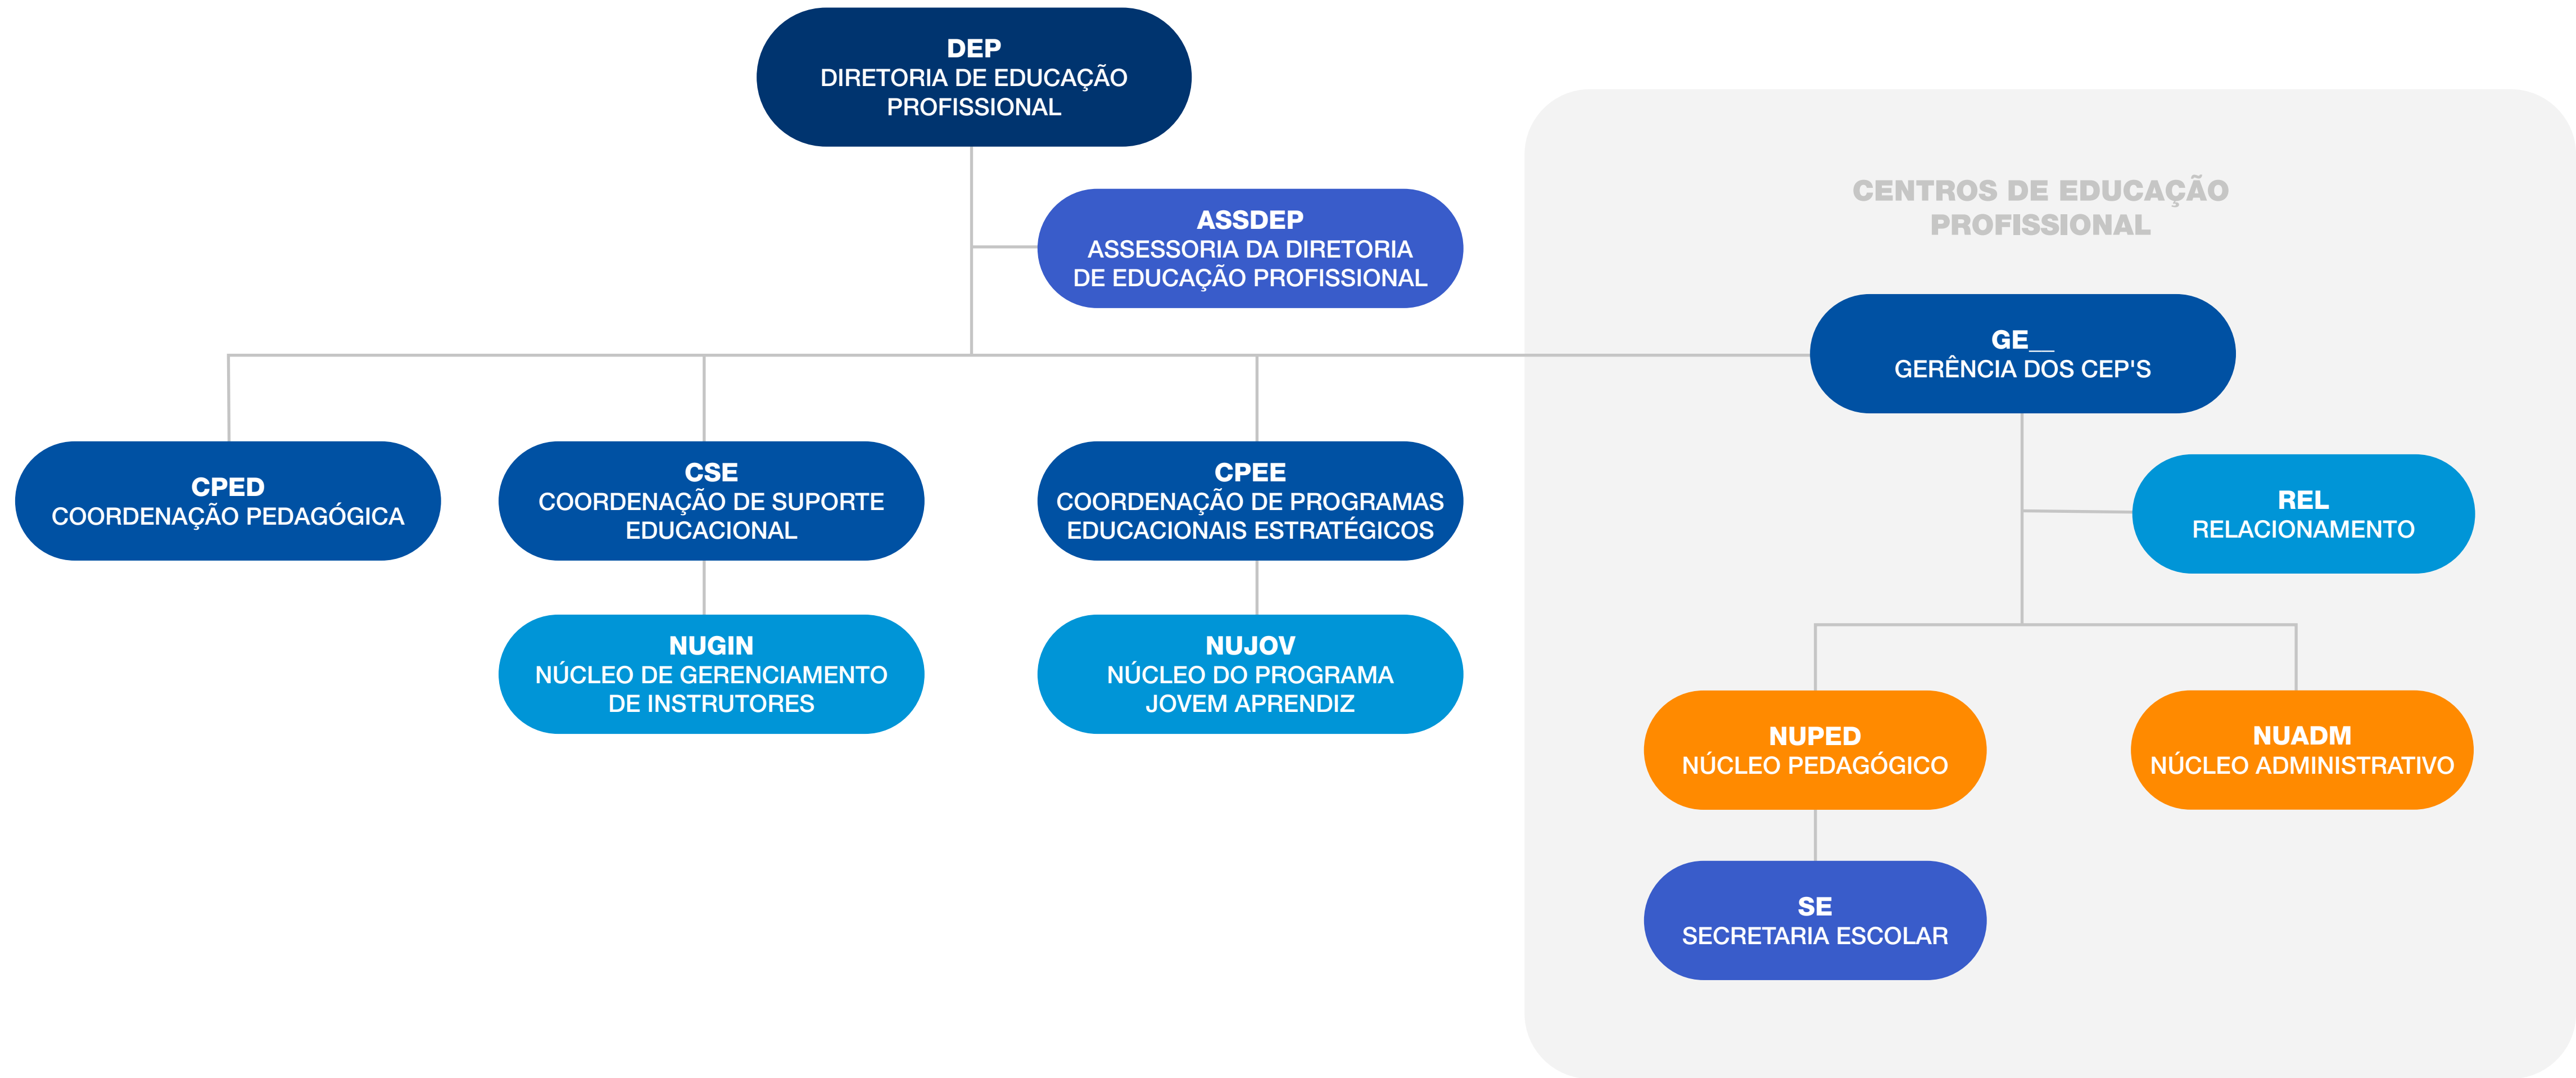 DEP
DIRETORIA DE EDUCAÇÃO
PROFISSIONAL
ASSDEP
ASSESSORIA DA DIRETORIA
DE EDUCAÇÃO PROFISSIONAL
CENTROS DE EDUCAÇÃO
PROFISSIONAL
GE__
GERÊNCIA DOS CEP'S
CPED
COORDENAÇÃO PEDAGÓGICA
CSE
COORDENAÇÃO DE SUPORTE
EDUCACIONAL
CPEE
COORDENAÇÃO DE PROGRAMAS
EDUCACIONAIS ESTRATÉGICOS
REL
RELACIONAMENTO
NUGIN
NÚCLEO DE GERENCIAMENTO
DE INSTRUTORES
NUJOV
NÚCLEO DO PROGRAMA
JOVEM APRENDIZ
NUPED
NÚCLEO PEDAGÓGICO
NUADM
NÚCLEO ADMINISTRATIVO
SE
SECRETARIA ESCOLAR